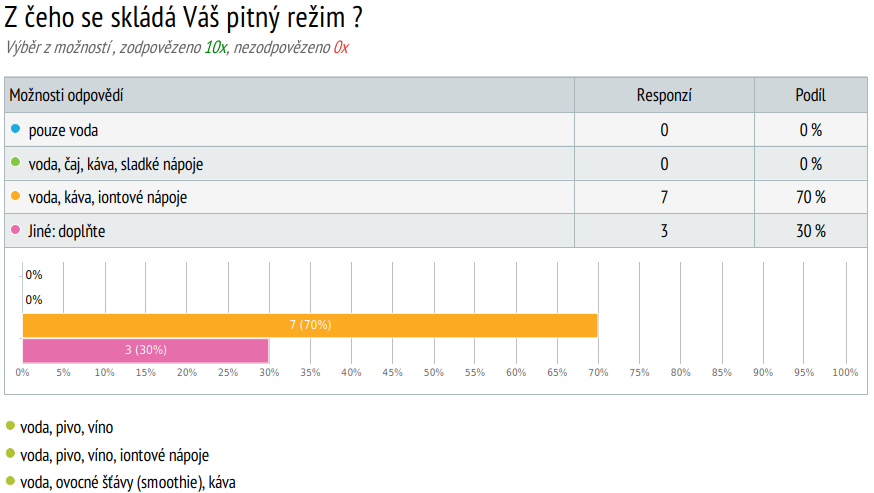 Z čeho se skládá Váš pitný režim ?
Výběr z možností , zodpovězeno 10x, nezodpovězeno 0x
Možnosti odpovědí Responzí Podíl
pouze voda 0 0 %
voda, čaj, káva, sladké nápoje 0 0 %
voda, káva, iontové nápoje 7 70 %
Jiné: doplňte 3 30 %
0%
0%
7 (70%)
3 (30%)
0% 5% 10% 15% 20% 25% 30% 35% 40% 45% 50% 55% 60% 65% 70% 75% 80% 85% 90% 95% 100%
voda, pivo, víno
voda, pivo, víno, iontové nápoje
voda, ovocné šťávy (smoothie), káva